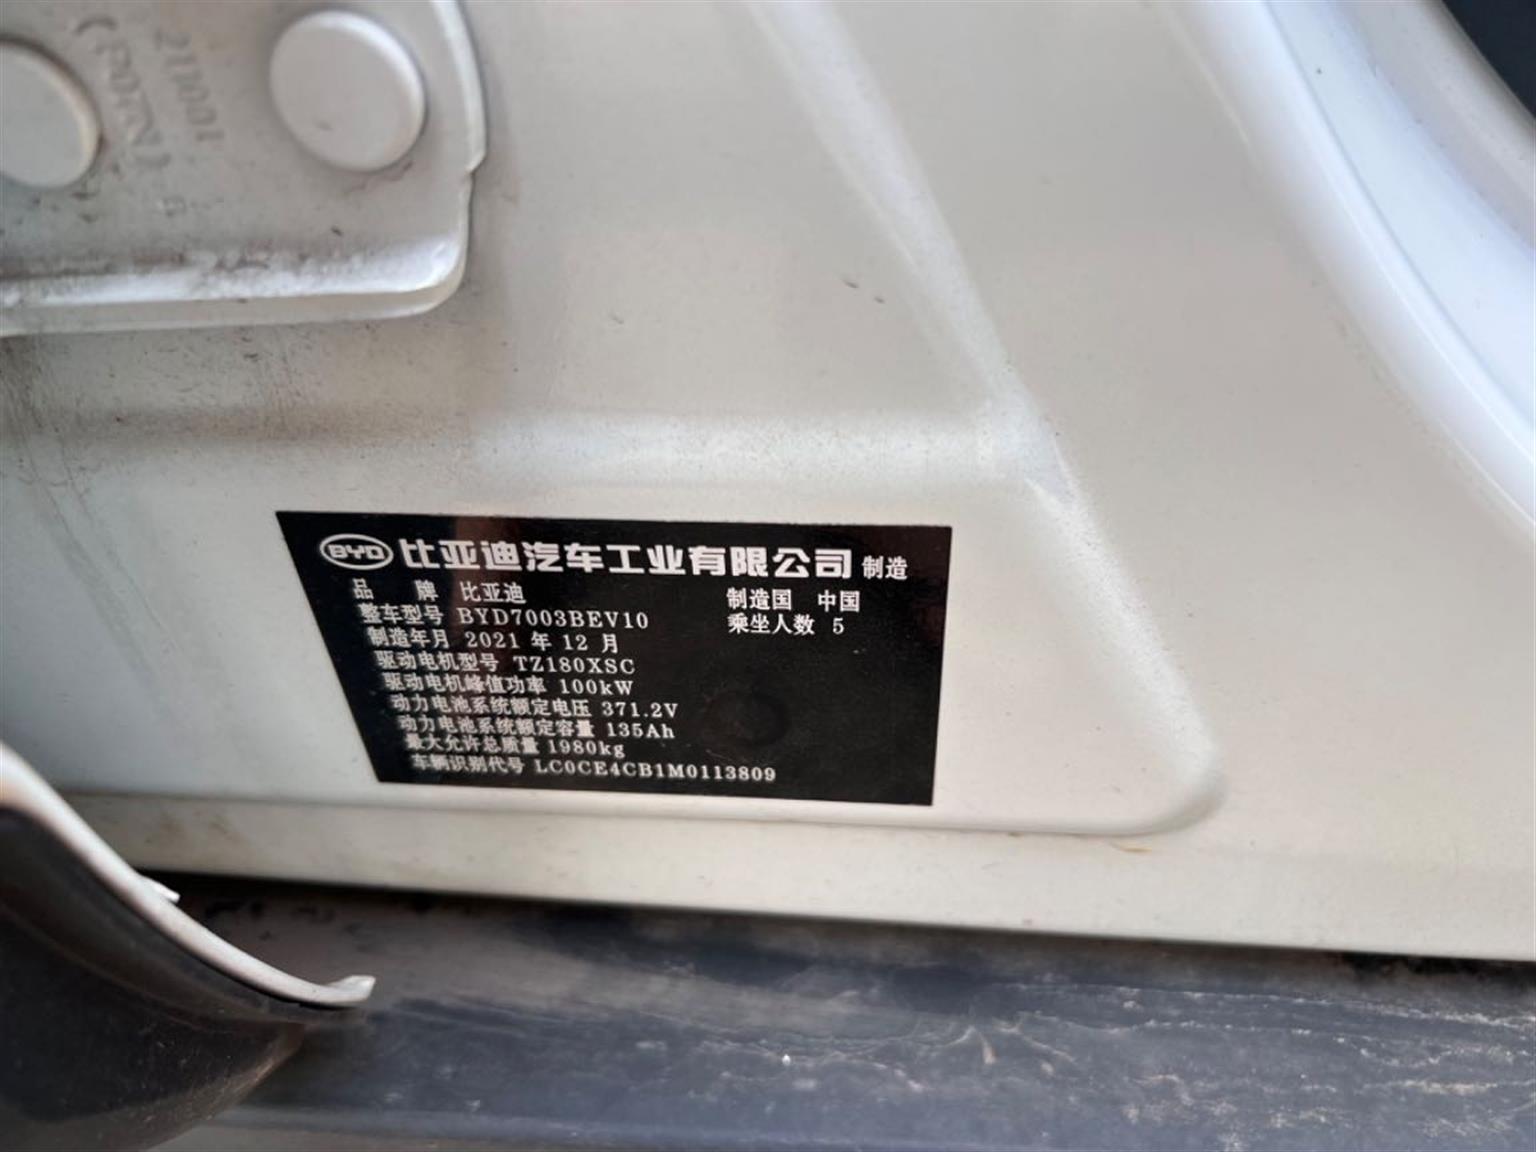 211001
BYD 比亚迪汽车工业有限公司 制造
品 牌 比亚迪 制造国 中国
整车型号 BYD7003BEV10 乘坐人数 5
制造年月 2021 年 12 月
驱动电机型号 TZ180XSC
驱动电机峰值功率 100kW
动力电池系统额定电压 371.2V
动力电池系统额定容量 135Ah
最大允许总质量 1980kg
车辆识别代号 LC0CE4CB1M0113809